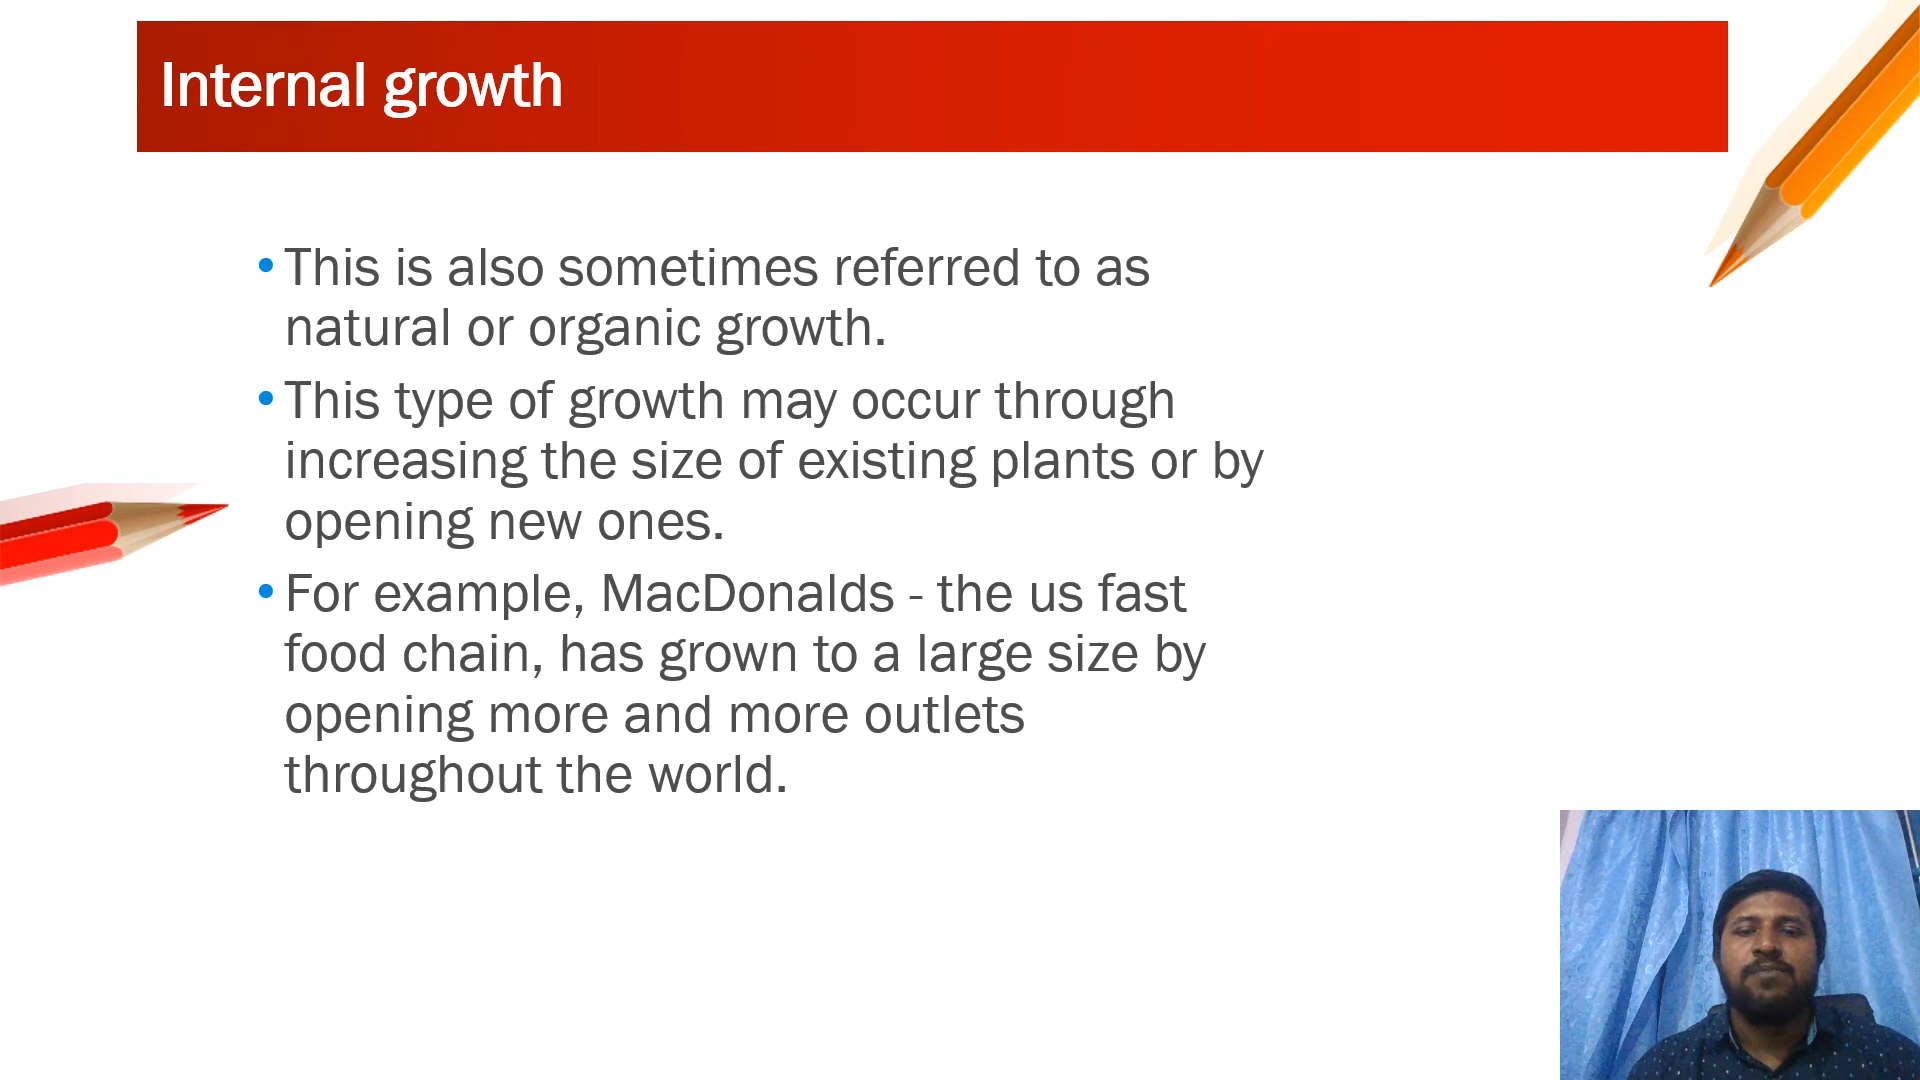 Internal growth
• This is also sometimes referred to as
natural or organic growth.
• This type of growth may occur through
increasing the size of existing plants or by
opening new ones.
• For example, MacDonalds - the us fast
food chain, has grown to a large size by
opening more and more outlets
throughout the world.